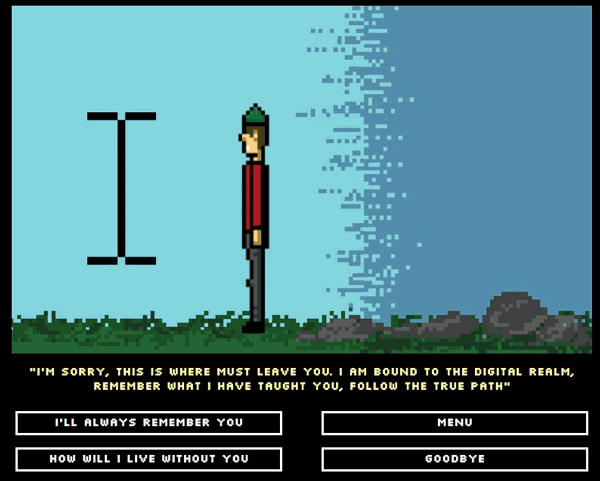 "I'M SORRY, THIS IS WHERE MUST LEAVE YOU. I AM BOUND TO THE DIGITAL REALM,
REMEMBER WHAT I HAVE TAUGHT YOU, FOLLOW THE TRUE PATH"
I'LL ALWAYS REMEMBER YOU
MENU
HOW WILL I LIVE WITHOUT YOU
GOODBYE